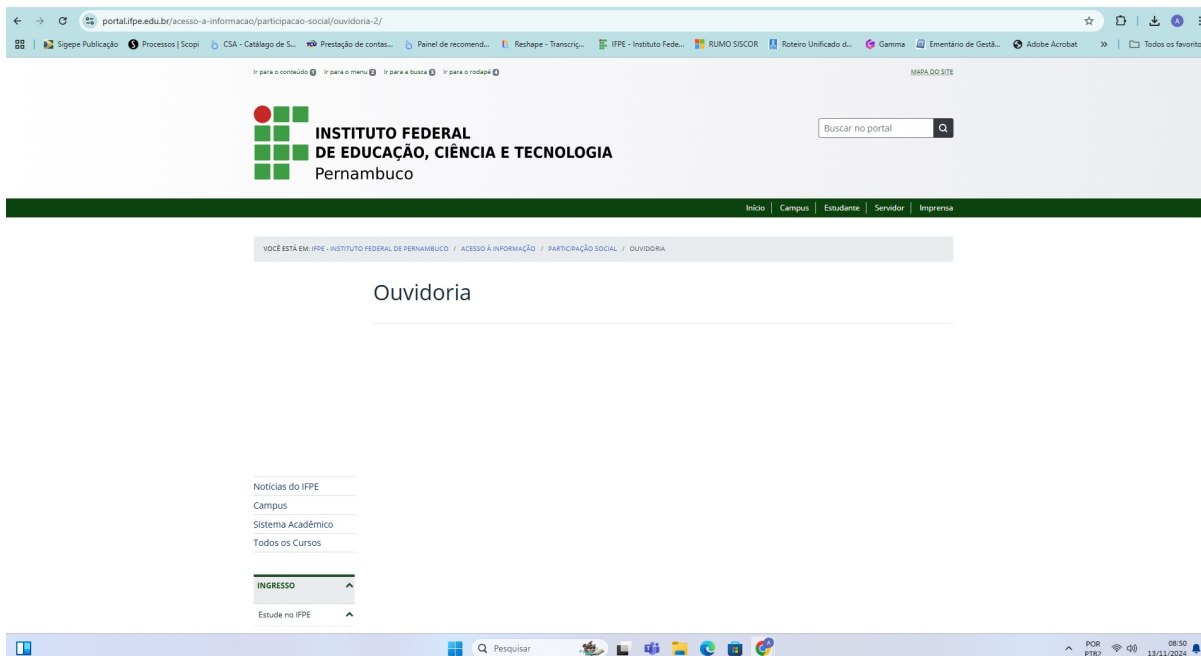 portal.ifpe.edu.br/acesso-a-informacao/participacao-social/ouvidoria-2/
Sigepe Publicação Processos | Scopi CSA - Catálago de S... Prestação de contas... Painel de recomend... Reshape - Transcriç... IFPE - Instituto Fede... RUMO SISCOR Roteiro Unificado d... Gamma Ementário de Gestã... Adobe Acrobat » Todos os favorito
Ir para o conteúdo 1 Ir para o menu 2 Ir para a busca 3 Ir para o rodapé 4 MAPA DO SITE
INSTITUTO FEDERAL
DE EDUCAÇÃO, CIÊNCIA E TECNOLOGIA
Pernambuco
Buscar no portal
Início | Campus | Estudante | Servidor | Imprensa
VOCÊ ESTÁ EM: IFPE - INSTITUTO FEDERAL DE PERNAMBUCO / ACESSO À INFORMAÇÃO / PARTICIPAÇÃO SOCIAL / OUVIDORIA
Ouvidoria
Notícias do IFPE
Campus
Sistema Acadêmico
Todos os Cursos
INGRESSO
Estude no IFPE
Pesquisar
POR 08:50
PTB2 13/11/2024